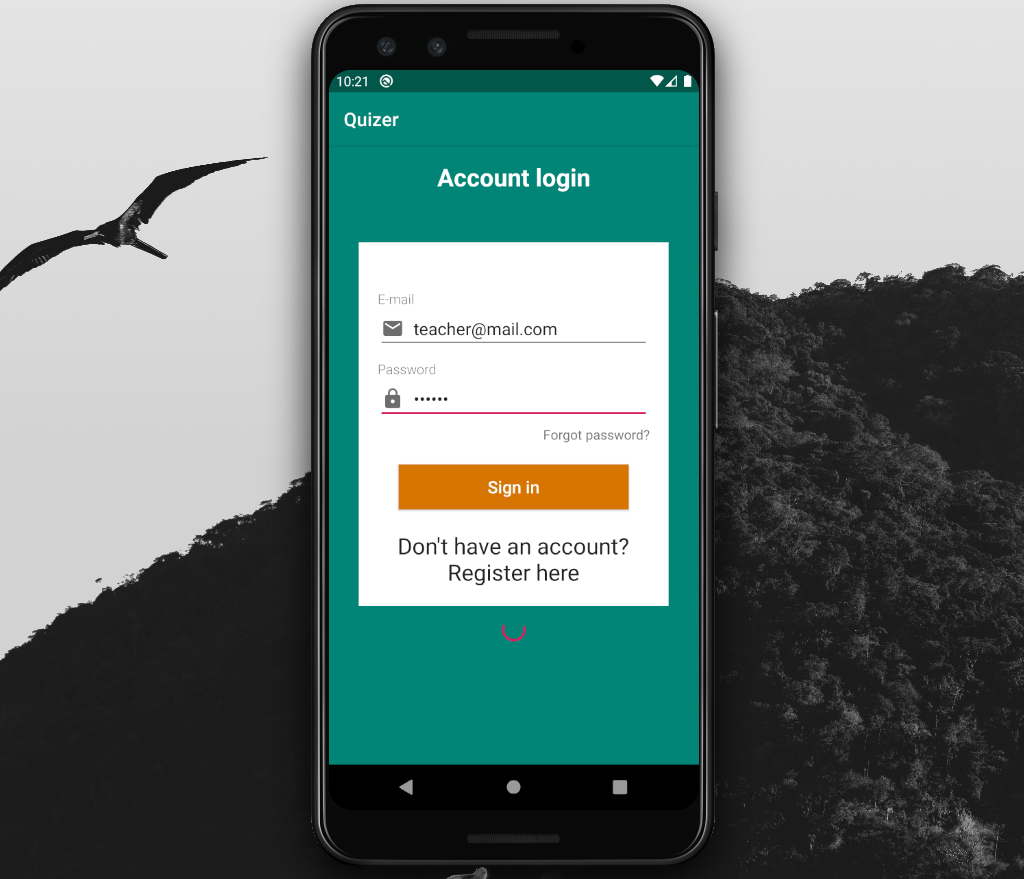 10:21
Quizer
Account login
E-mail
teacher@mail.com
Password
••••••
Forgot password?
Sign in
Don't have an account?
Register here